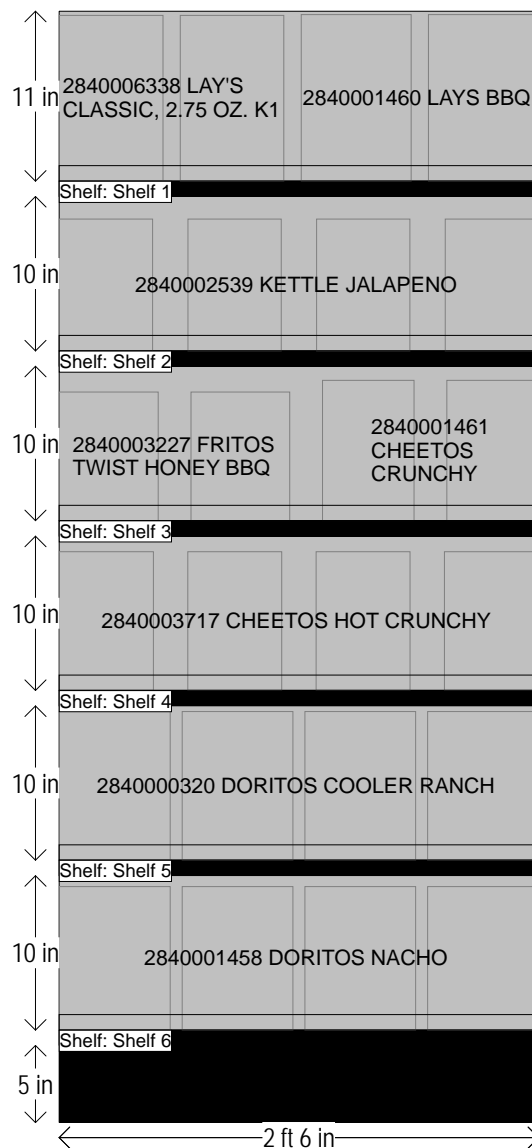 11 in
2840006338 LAY'S
CLASSIC, 2.75 OZ. K1
2840001460 LAYS BBQ
Shelf: Shelf 1
10 in
2840002539 KETTLE JALAPENO
Shelf: Shelf 2
10 in
2840003227 FRITOS
TWIST HONEY BBQ
2840001461
CHEETOS
CRUNCHY
Shelf: Shelf 3
10 in
2840003717 CHEETOS HOT CRUNCHY
Shelf: Shelf 4
10 in
2840000320 DORITOS COOLER RANCH
Shelf: Shelf 5
10 in
2840001458 DORITOS NACHO
Shelf: Shelf 6
5 in
2 ft 6 in